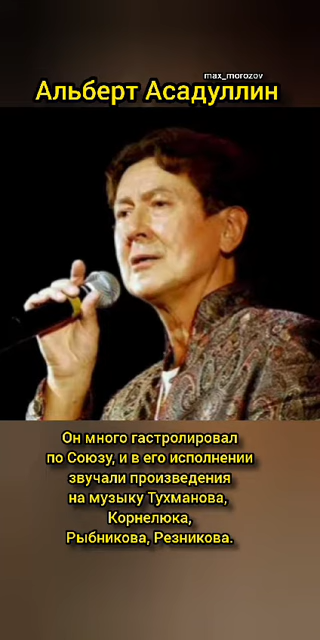 max_morozov
Альберт Асадуллин
Он много гастролировал
по Союзу, и в его исполнении
звучали произведения
на музыку Тухманова,
Корнелюка,
Рыбникова, Резникова.